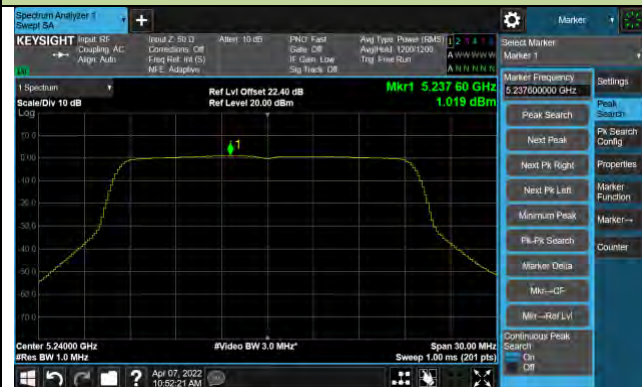 Spectrum Analyzer 1
Swept SA
Marker
KEYSIGHT
Input: RF
Coupling: AC
Align: Auto
Input Z: 50 Ω
Corrections: Off
Freq Ref: Int (S)
NFE: Adaptive
Atten: 10 dB
PNO: Fast
Gate: Off
IF Gain: Low
Sig Track: Off
Avg Type: Power (RMS)
Avg|Hold: 1200/1200
Trig: Free Run
A W W W W W
A N N N N N
Select Marker
Marker 1
1 Spectrum
Scale/Div 10 dB
Log
Ref Lvl Offset 22.40 dB
Ref Level 20.00 dBm
Mkr1 5.237 60 GHz
1.019 dBm
Marker Frequency
5.237600000 GHz
Settings
Peak Search
Peak
Search
Next Peak
Pk Search
Config
Next Pk Right
Properties
Next Pk Left
Marker
Function
Minimum Peak
Marker→
Pk-Pk Search
Counter
Marker Delta
Mkr→CF
Mkr→Ref Lvl
Continuous Peak
Search
On
Off
10.0
0.00
-10.0
-20.0
-30.0
-40.0
-50.0
-60.0
-70.0
1
Center 5.24000 GHz
#Res BW 1.0 MHz
#Video BW 3.0 MHz*
Span 30.00 MHz
Sweep 1.00 ms (201 pts)
Apr 07, 2022
10:52:21 AM